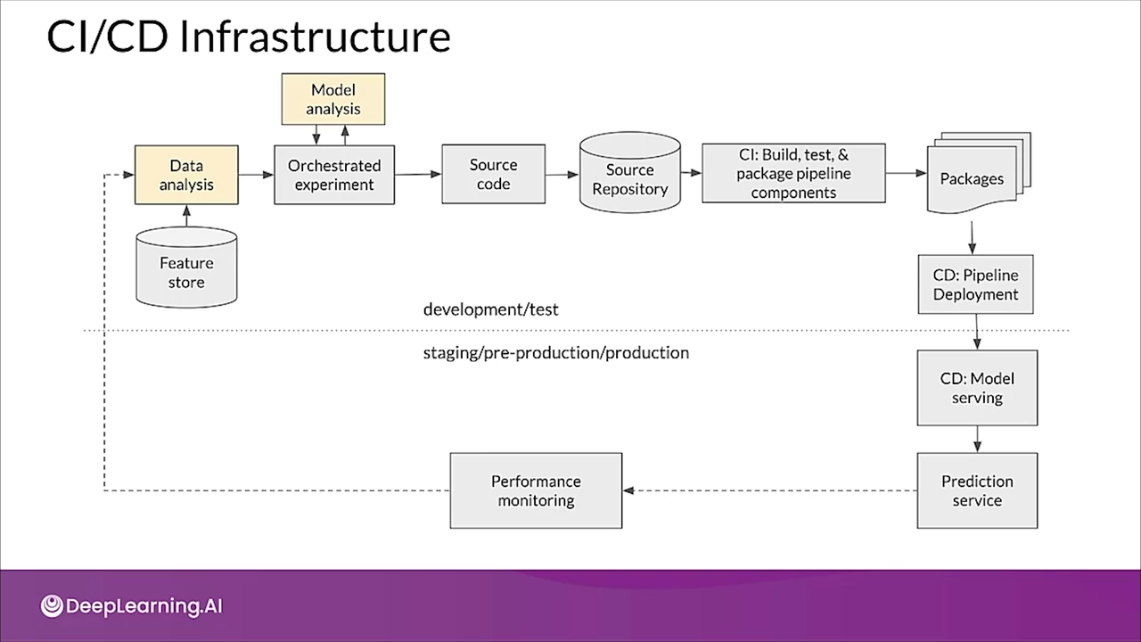 CI/CD Infrastructure
Model
analysis
Data
analysis
Orchestrated
experiment
Source
code
Source
Repository
CI: Build, test, &
package pipeline
components
Packages
Feature
store
CD: Pipeline
Deployment
development/test
staging/pre-production/production
CD: Model
serving
Performance
monitoring
Prediction
service
DeepLearning.AI